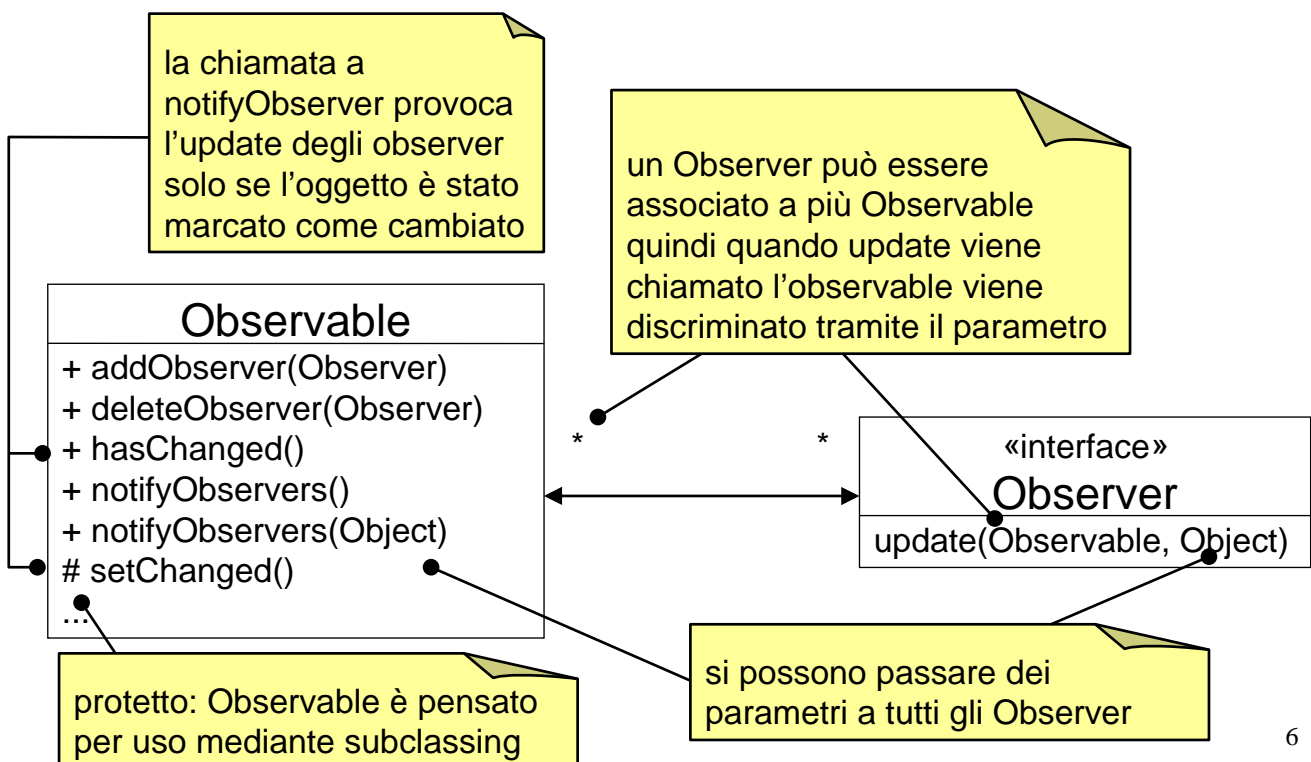 la chiamata a
notifyObserver provoca
l'update degli observer
solo se l'oggetto è stato
marcato come cambiato
un Observer può essere
associato a più Observable
quindi quando update viene
chiamato l'observable viene
discriminato tramite il parametro
Observable
+ addObserver(Observer)
+ deleteObserver(Observer)
+ hasChanged()
+ notifyObservers()
+ notifyObservers(Object)
# setChanged()
...
*
*
«interface»
Observer
update(Observable, Object)
protetto: Observable è pensato
per uso mediante subclassing
si possono passare dei
parametri a tutti gli Observer
6